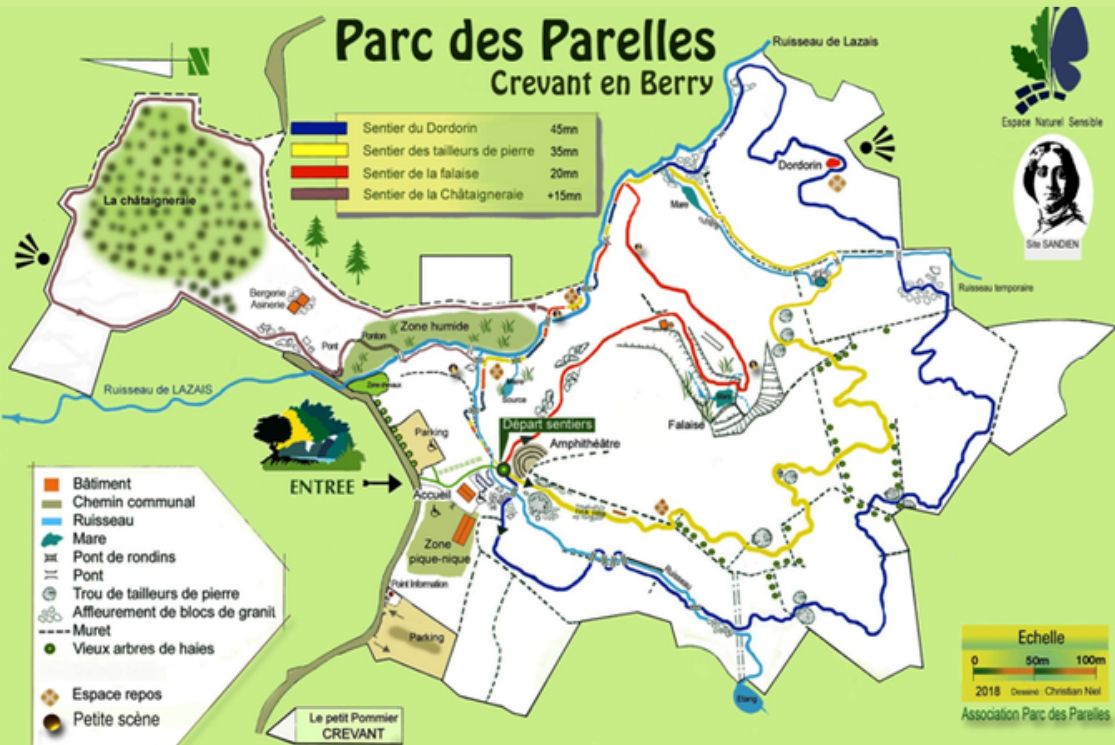 Parc des Parelles
Crevant en Berry
N
Ruisseau de Lazais
Espace Naturel Sensible
Site SANDIEN
Sentier du Dordorin 45mn
Sentier des tailleurs de pierre 35mn
Sentier de la falaise 20mn
Sentier de la Châtaigneraie +15mn
La châtaigneraie
Dordorin
Mare
Ruisseau temporaire
Bergerie
Asinerie
Zone humide
Ponton
Pont
Ruisseau de LAZAIS
Mare
Source
Mare
Falaise
Départ sentiers
Amphithéâtre
Parking
ENTREE
Accueil
Zone
pique-nique
Point Information
Parking
Ruisseau
Etang
Bâtiment
Chemin communal
Ruisseau
Mare
Pont de rondins
Pont
Trou de tailleurs de pierre
Affleurement de blocs de granit
Muret
Vieux arbres de haies
Espace repos
Petite scène
Le petit Pommier
CREVANT
Echelle
0 50m 100m
2018 Dessiné : Christian Niel
Association Parc des Parelles